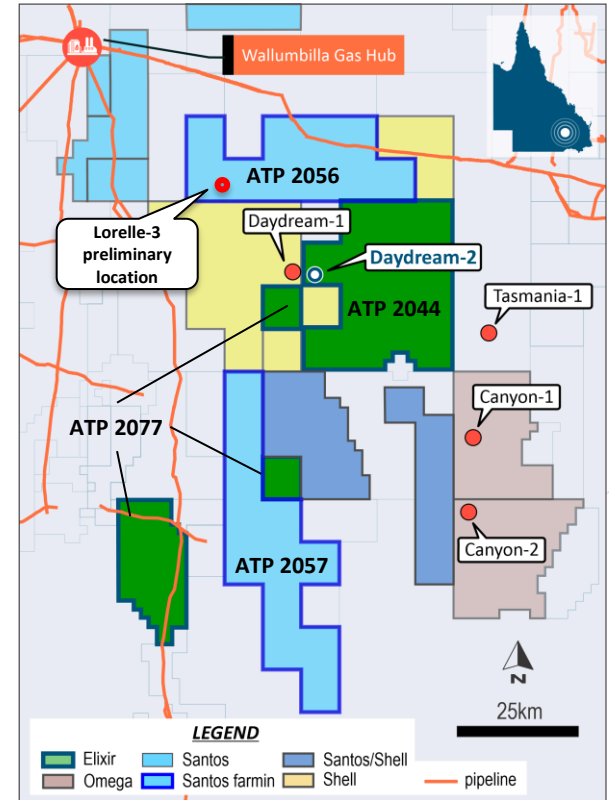 Wallumbilla Gas Hub
ATP 2056
Lorelle-3
preliminary
location
Daydream-1
Daydream-2
ATP 2044
Tasmania-1
Canyon-1
ATP 2077
Canyon-2
ATP 2057
N
25km
LEGEND
Elixir
Santos
Santos/Shell
Omega
Santos farmin
Shell
pipeline